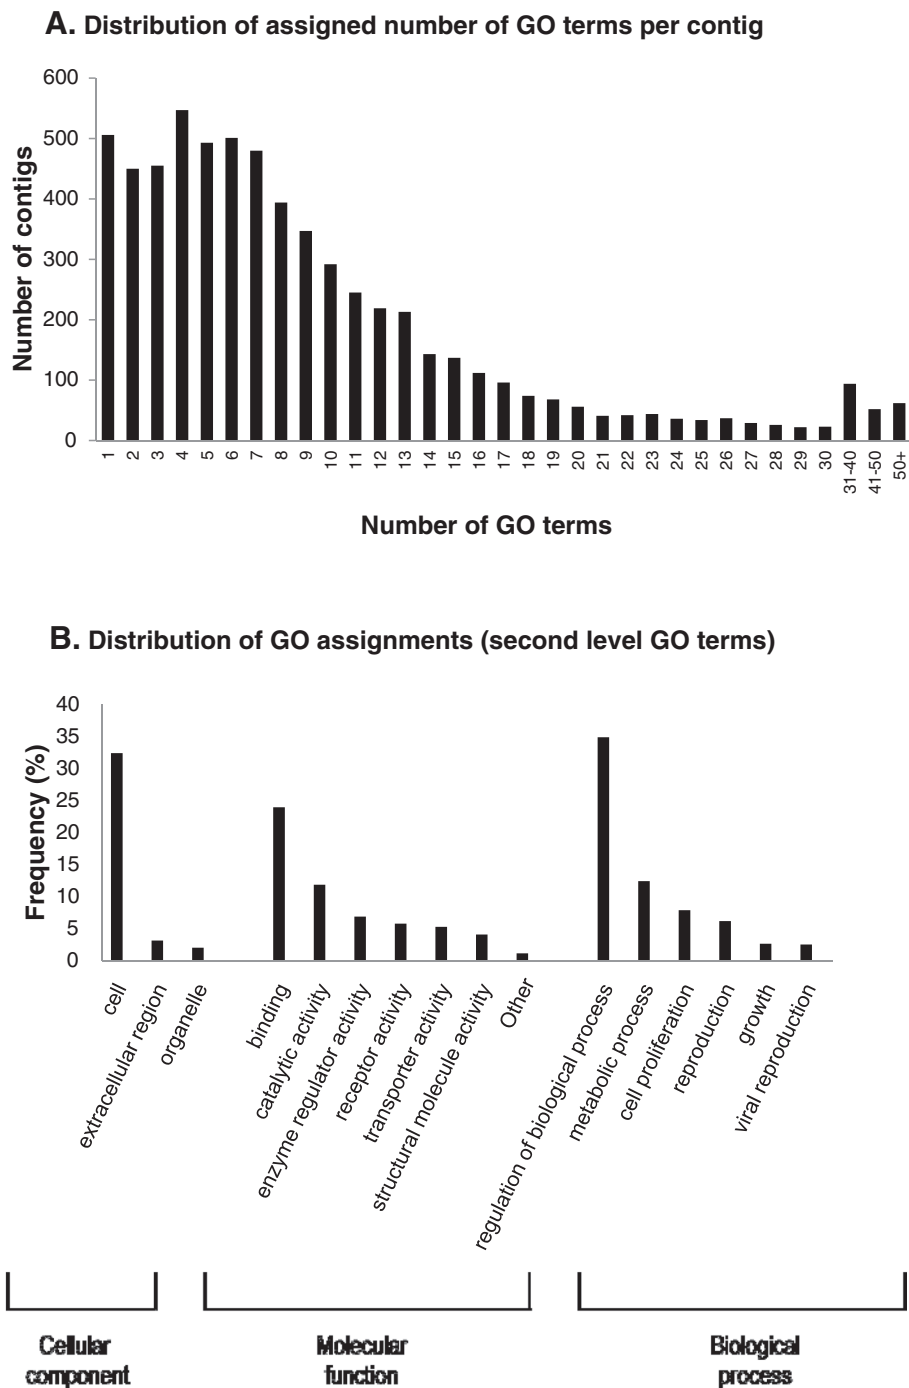 A. Distribution of assigned number of GO terms per contig
600
500
400
300
200
100
0
Number of contigs
1 2 3 4 5 6 7 8 9 10 11 12 13 14 15 16 17 18 19 20 21 22 23 24 25 26 27 28 29 30 31-40 41-50 50+
Number of GO terms
B. Distribution of GO assignments (second level GO terms)
40
35
30
25
20
15
10
5
0
Frequency (%)
cell
extracellular region
organelle
binding
catalytic activity
enzyme regulator activity
receptor activity
transporter activity
structural molecule activity
Other
regulation of biological process
metabolic process
cell proliferation
reproduction
growth
viral reproduction
Cellular
component
Molecular
function
Biological
process